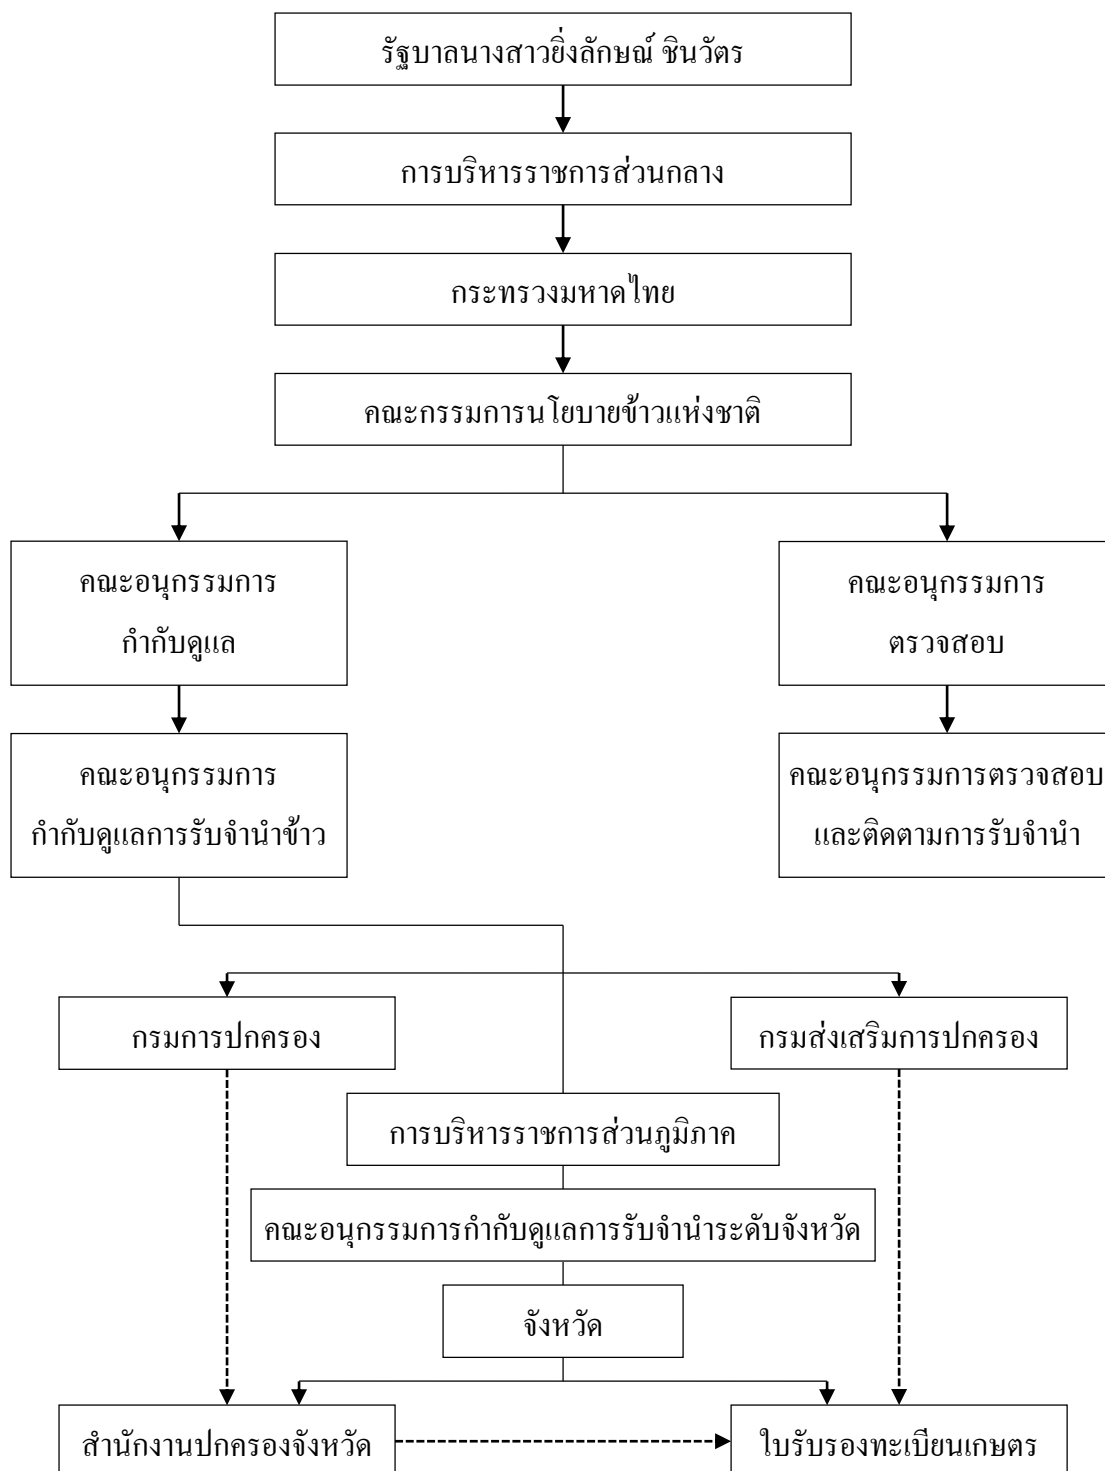 รัฐบาลนางสาวยิ่งลักษณ์ ชินวัตร
การบริหารราชการส่วนกลาง
กระทรวงมหาดไทย
คณะกรรมการนโยบายข้าวแห่งชาติ
คณะอนุกรรมการ
กำกับดูแล
คณะอนุกรรมการ
ตรวจสอบ
คณะอนุกรรมการ
กำกับดูแลการรับจำนำข้าว
คณะอนุกรรมการตรวจสอบ
และติดตามการรับจำนำ
กรมการปกครอง
กรมส่งเสริมการปกครอง
การบริหารราชการส่วนภูมิภาค
คณะอนุกรรมการกำกับดูแลการรับจำนำระดับจังหวัด
จังหวัด
สำนักงานปกครองจังหวัด
ใบรับรองทะเบียนเกษตร